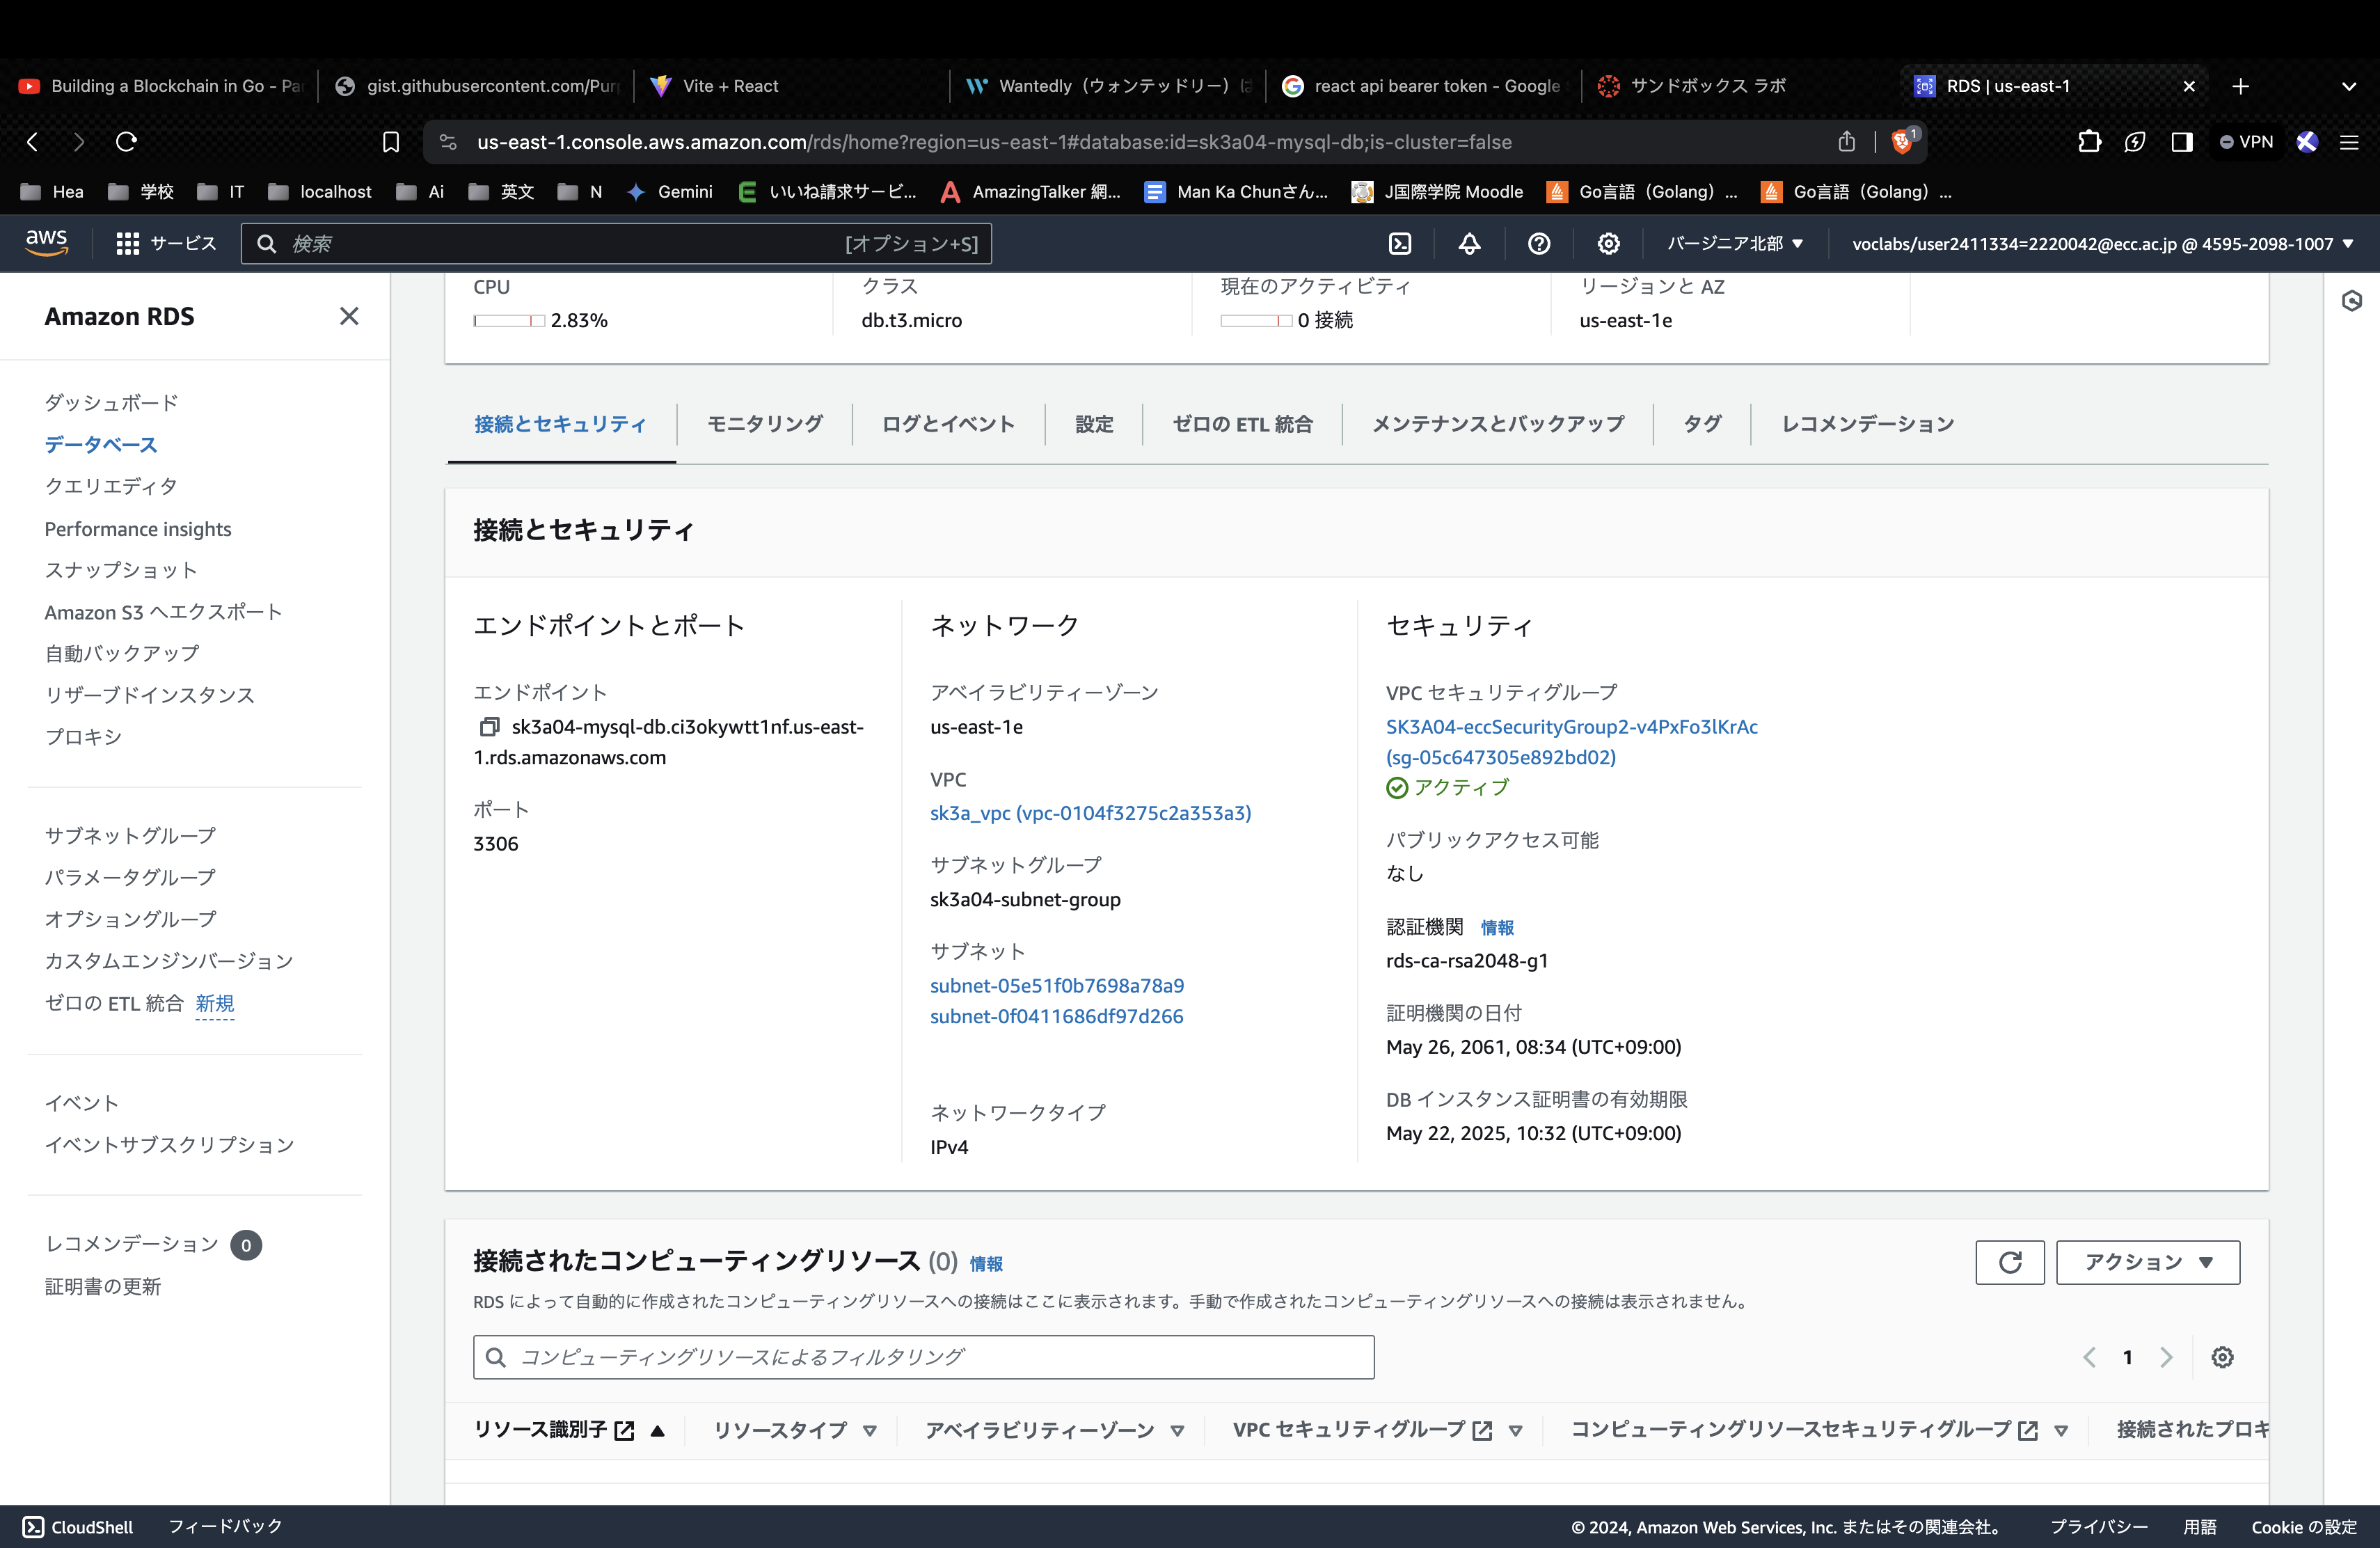 Building a Blockchain in Go - Pa
gist.githubusercontent.com/Pur
Vite + React
Wantedly（ウォンテッドリー）は
react api bearer token - Google
サンドボックス ラボ
RDS | us-east-1
us-east-1.console.aws.amazon.com/rds/home?region=us-east-1#database:id=sk3a04-mysql-db;is-cluster=false
1
VPN
Hea
学校
IT
localhost
Ai
英文
N
Gemini
いいね請求サービ...
AmazingTalker 網...
Man Ka Chunさん...
J国際学院 Moodle
Go言語（Golang）...
Go言語（Golang）...
aws
サービス
検索
[オプション+S]
バージニア北部
voclabs/user2411334=2220042@ecc.ac.jp @ 4595-2098-1007
Amazon RDS
ダッシュボード
データベース
クエリエディタ
Performance insights
スナップショット
Amazon S3 へエクスポート
自動バックアップ
リザーブドインスタンス
プロキシ
サブネットグループ
パラメータグループ
オプショングループ
カスタムエンジンバージョン
ゼロの ETL 統合 新規
イベント
イベントサブスクリプション
レコメンデーション 0
証明書の更新
CPU
2.83%
クラス
db.t3.micro
現在のアクティビティ
0 接続
リージョンと AZ
us-east-1e
接続とセキュリティ
モニタリング
ログとイベント
設定
ゼロの ETL 統合
メンテナンスとバックアップ
タグ
レコメンデーション
接続とセキュリティ
エンドポイントとポート
エンドポイント
sk3a04-mysql-db.ci3okywtt1nf.us-east-
1.rds.amazonaws.com
ポート
3306
ネットワーク
アベイラビリティーゾーン
us-east-1e
VPC
sk3a_vpc (vpc-0104f3275c2a353a3)
サブネットグループ
sk3a04-subnet-group
サブネット
subnet-05e51f0b7698a78a9
subnet-0f0411686df97d266
ネットワークタイプ
IPv4
セキュリティ
VPC セキュリティグループ
SK3A04-eccSecurityGroup2-v4PxFo3lKrAc
(sg-05c647305e892bd02)
アクティブ
パブリックアクセス可能
なし
認証機関 情報
rds-ca-rsa2048-g1
証明機関の日付
May 26, 2061, 08:34 (UTC+09:00)
DB インスタンス証明書の有効期限
May 22, 2025, 10:32 (UTC+09:00)
接続されたコンピューティングリソース (0) 情報
アクション
RDS によって自動的に作成されたコンピューティングリソースへの接続はここに表示されます。手動で作成されたコンピューティングリソースへの接続は表示されません。
コンピューティングリソースによるフィルタリング
1
リソース識別子
リソースタイプ
アベイラビリティーゾーン
VPC セキュリティグループ
コンピューティングリソースセキュリティグループ
接続されたプロキ
CloudShell
フィードバック
© 2024, Amazon Web Services, Inc. またはその関連会社。
プライバシー
用語
Cookie の設定